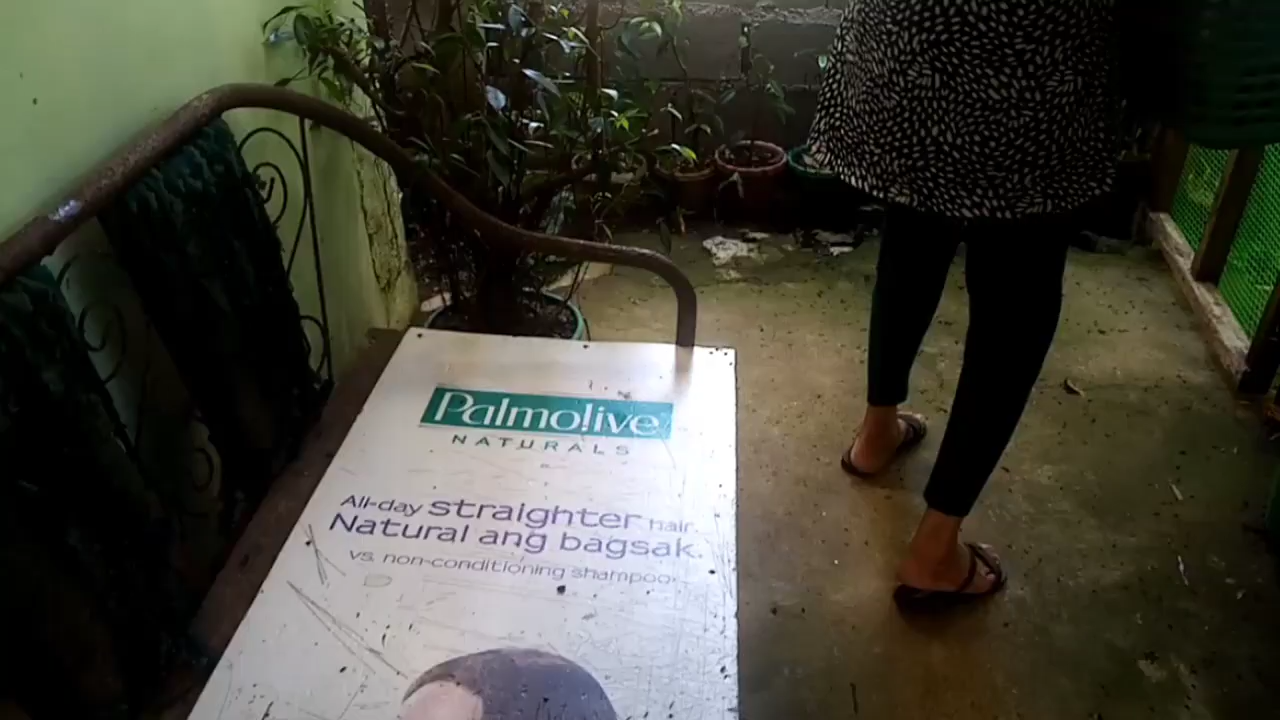 Palmolive
NATURALS
All-day straighter hair.
Natural ang bagsak.
vs. non-conditioning shampoo